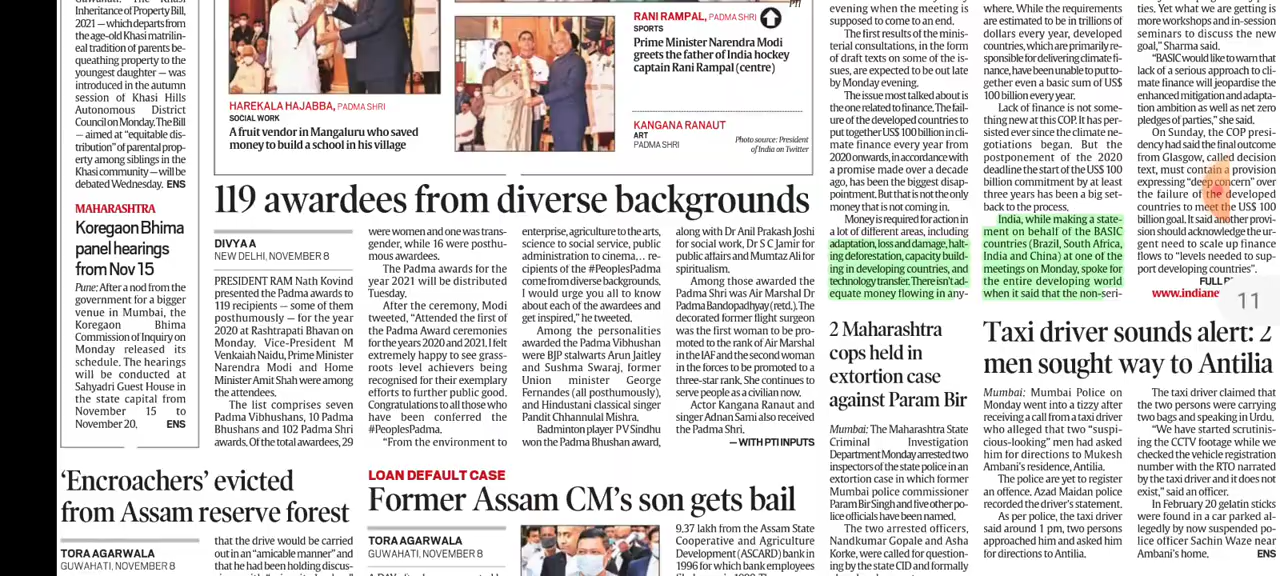 Guwahati: The Khasi
Inheritance of Property Bill,
2021 — which departs from
the age-old Khasi matrilin-
eal tradition of parents be-
queathing property to the
youngest daughter — was
introduced in the autumn
session of Khasi Hills
Autonomous District
Council on Monday. The Bill
— aimed at “equitable dis-
tribution” of parental prop-
erty among siblings in the
Khasi community — will be
debated Wednesday. ENS
MAHARASHTRA
Koregaon Bhima
panel hearings
from Nov 15
Pune: After a nod from the
government for a bigger
venue in Mumbai, the
Koregaon Bhima
Commission of Inquiry on
Monday released its
schedule. The hearings
will be conducted at
Sahyadri Guest House in
the state capital from
November 15 to
November 20. ENS
HAREKALA HAJABBA, PADMA SHRI
SOCIAL WORK
A fruit vendor in Mangaluru who saved
money to build a school in his village
PTI
RANI RAMPAL, PADMA SHRI
SPORTS
Prime Minister Narendra Modi
greets the father of India hockey
captain Rani Rampal (centre)
KANGANA RANAUT
ART
PADMA SHRI
Photo source: President
of India on Twitter
119 awardees from diverse backgrounds
DIVYA A
NEW DELHI, NOVEMBER 8
PRESIDENT RAM Nath Kovind
presented the Padma awards to
119 recipients — some of them
posthumously — for the year
2020 at Rashtrapati Bhavan on
Monday. Vice-President M
Venkaiah Naidu, Prime Minister
Narendra Modi and Home
Minister Amit Shah were among
the attendees.
The list comprises seven
Padma Vibhushans, 10 Padma
Bhushans and 102 Padma Shri
awards. Of the total awardees, 29
were women and one was trans-
gender, while 16 were posthu-
mous awardees.
The Padma awards for the
year 2021 will be distributed
Tuesday.
After the ceremony, Modi
tweeted, “Attended the first of
the Padma Award ceremonies
for the years 2020 and 2021. I felt
extremely happy to see grass-
roots level achievers being
recognised for their exemplary
efforts to further public good.
Congratulations to all those who
have been conferred the
#PeoplesPadma.
“From the environment to
enterprise, agriculture to the arts,
science to social service, public
administration to cinema... re-
cipients of the #PeoplesPadma
come from diverse backgrounds.
I would urge you all to know
about each of the awardees and
get inspired,” he tweeted.
Among the personalities
awarded the Padma Vibhushan
were BJP stalwarts Arun Jaitley
and Sushma Swaraj, former
Union minister George
Fernandes (all posthumously),
and Hindustani classical singer
Pandit Chhannulal Mishra.
Badminton player PV Sindhu
won the Padma Bhushan award,
along with Dr Anil Prakash Joshi
for social work, Dr S C Jamir for
public affairs and Mumtaz Ali for
spiritualism.
Among those awarded the
Padma Shri was Air Marshal Dr
Padma Bandopadhyay (retd.). The
decorated former flight surgeon
was the first woman to be pro-
moted to the rank of Air Marshal
in the IAF and the second woman
in the forces to be promoted to a
three-star rank. She continues to
serve people as a civilian now.
Actor Kangana Ranaut and
singer Adnan Sami also received
the Padma Shri.
— WITH PTI INPUTS
evening when the meeting is
supposed to come to an end.
The first results of the minis-
terial consultations, in the form
of draft texts on some of the is-
sues, are expected to be out late
by Monday evening.
The issue most talked about is
the one related to finance. The fail-
ure of the developed countries to
put together US$ 100 billion in cli-
mate finance every year from
2020 onwards, in accordance with
a promise made over a decade
ago, has been the biggest disap-
pointment. But that is not the only
money that is not coming in.
Money is required for action in
a lot of different areas, including
adaptation, loss and damage, halt-
ing deforestation, capacity build-
ing in developing countries, and
technology transfer. There isn't ad-
equate money flowing in any-
where. While the requirements
are estimated to be in trillions of
dollars every year, developed
countries, which are primarily re-
sponsible for delivering climate fi-
nance, have been unable to put to-
gether even a basic sum of US$
100 billion every year.
Lack of finance is not some-
thing new at this COP. It has per-
sisted ever since the climate ne-
gotiations began. But the
postponement of the 2020
deadline the start of the US$ 100
billion commitment by at least
three years has been a big set-
back to the process.
India, while making a state-
ment on behalf of the BASIC
countries (Brazil, South Africa,
India and China) at one of the
meetings on Monday, spoke for
the entire developing world
when it said that the non-seri-
ties. Yet what we are getting is
more workshops and in-session
seminars to discuss the new
goal,” Sharma said.
“BASIC would like to warn that
lack of a serious approach to cli-
mate finance will jeopardise the
enhanced mitigation and adapta-
tion ambition as well as net zero
pledges of parties,” she said.
On Sunday, the COP presi-
dency had said the final outcome
from Glasgow, called decision
text, must contain a provision
expressing “deep concern” over
the failure of the developed
countries to meet the US$ 100
billion goal. It said another provi-
sion should acknowledge the ur-
gent need to scale up finance
flows to “levels needed to sup-
port developing countries”.
FULL
www.indiane
11
2 Maharashtra
cops held in
extortion case
against Param Bir
Mumbai: The Maharashtra State
Criminal Investigation
Department Monday arrested two
inspectors of the state police in an
extortion case in which former
Mumbai police commissioner
Param Bir Singh and five other po-
lice officials have been named.
The two arrested officers,
Nandkumar Gopale and Asha
Korke, were called for question-
ing by the state CID and formally
Taxi driver sounds alert: 2
men sought way to Antilia
Mumbai: Mumbai Police on
Monday went into a tizzy after
receiving a call from a taxi driver
who alleged that two “suspi-
cious-looking” men had asked
him for directions to Mukesh
Ambani's residence, Antilia.
The police are yet to register
an offence. Azad Maidan police
recorded the driver's statement.
As per police, the taxi driver
said around 1 pm, two persons
approached him and asked him
for directions to Antilia.
The taxi driver claimed that
the two persons were carrying
two bags and speaking in Urdu.
“We have started scrutinis-
ing the CCTV footage while we
checked the vehicle registration
number with the RTO narrated
by the taxi driver and it does not
exist,” said an officer.
In February 20 gelatin sticks
were found in a car parked al-
legedly by now suspended po-
lice officer Sachin Waze near
Ambani's home. ENS
‘Encroachers’ evicted
from Assam reserve forest
TORA AGARWALA
GUWAHATI, NOVEMBER 8
that the drive would be carried
out in an “amicable manner” and
that he had been holding discus-
LOAN DEFAULT CASE
Former Assam CM’s son gets bail
TORA AGARWALA
GUWAHATI, NOVEMBER 8
9.37 lakh from the Assam State
Cooperative and Agriculture
Development (ASCARD) bank in
1996 for which bank employees